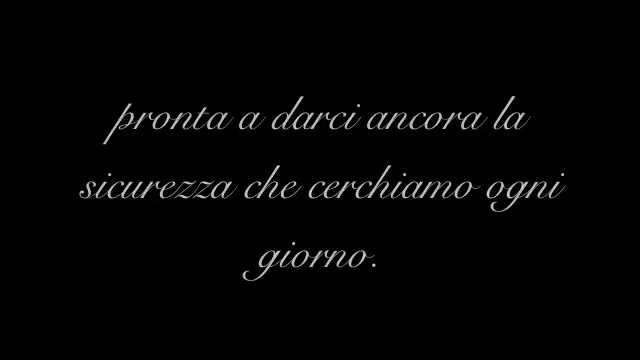 pronta a darci ancora la
sicurezza che cerchiamo ogni
giorno.